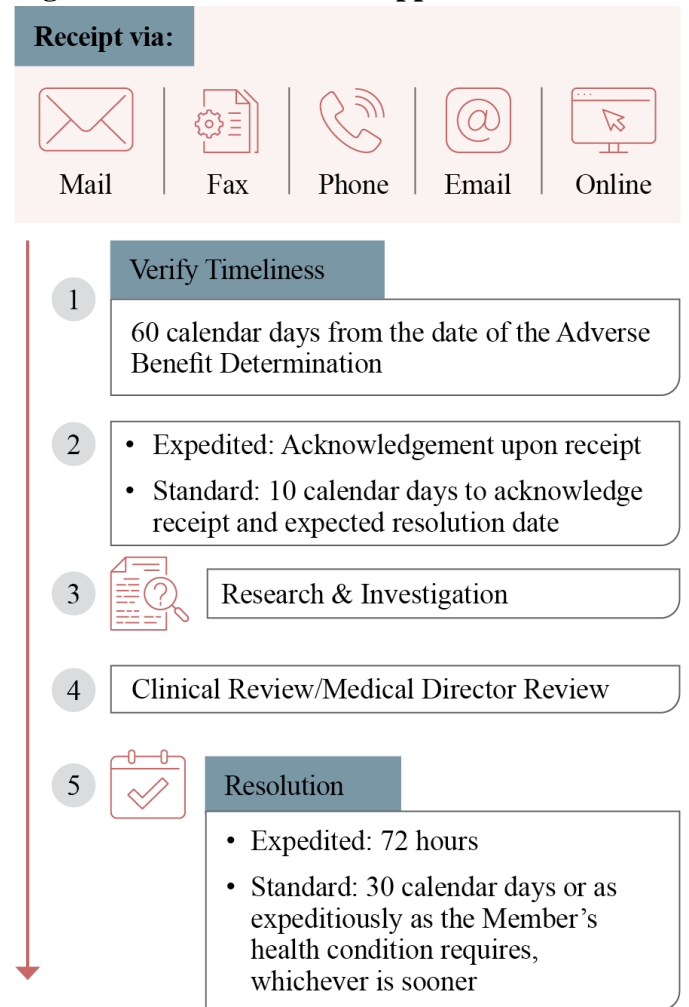 Receipt via:
Mail
Fax
Phone
Email
Online
1
Verify Timeliness
60 calendar days from the date of the Adverse
Benefit Determination
2
• Expedited: Acknowledgement upon receipt
• Standard: 10 calendar days to acknowledge
receipt and expected resolution date
3
Research & Investigation
4
Clinical Review/Medical Director Review
5
Resolution
• Expedited: 72 hours
• Standard: 30 calendar days or as
expeditiously as the Member’s
health condition requires,
whichever is sooner